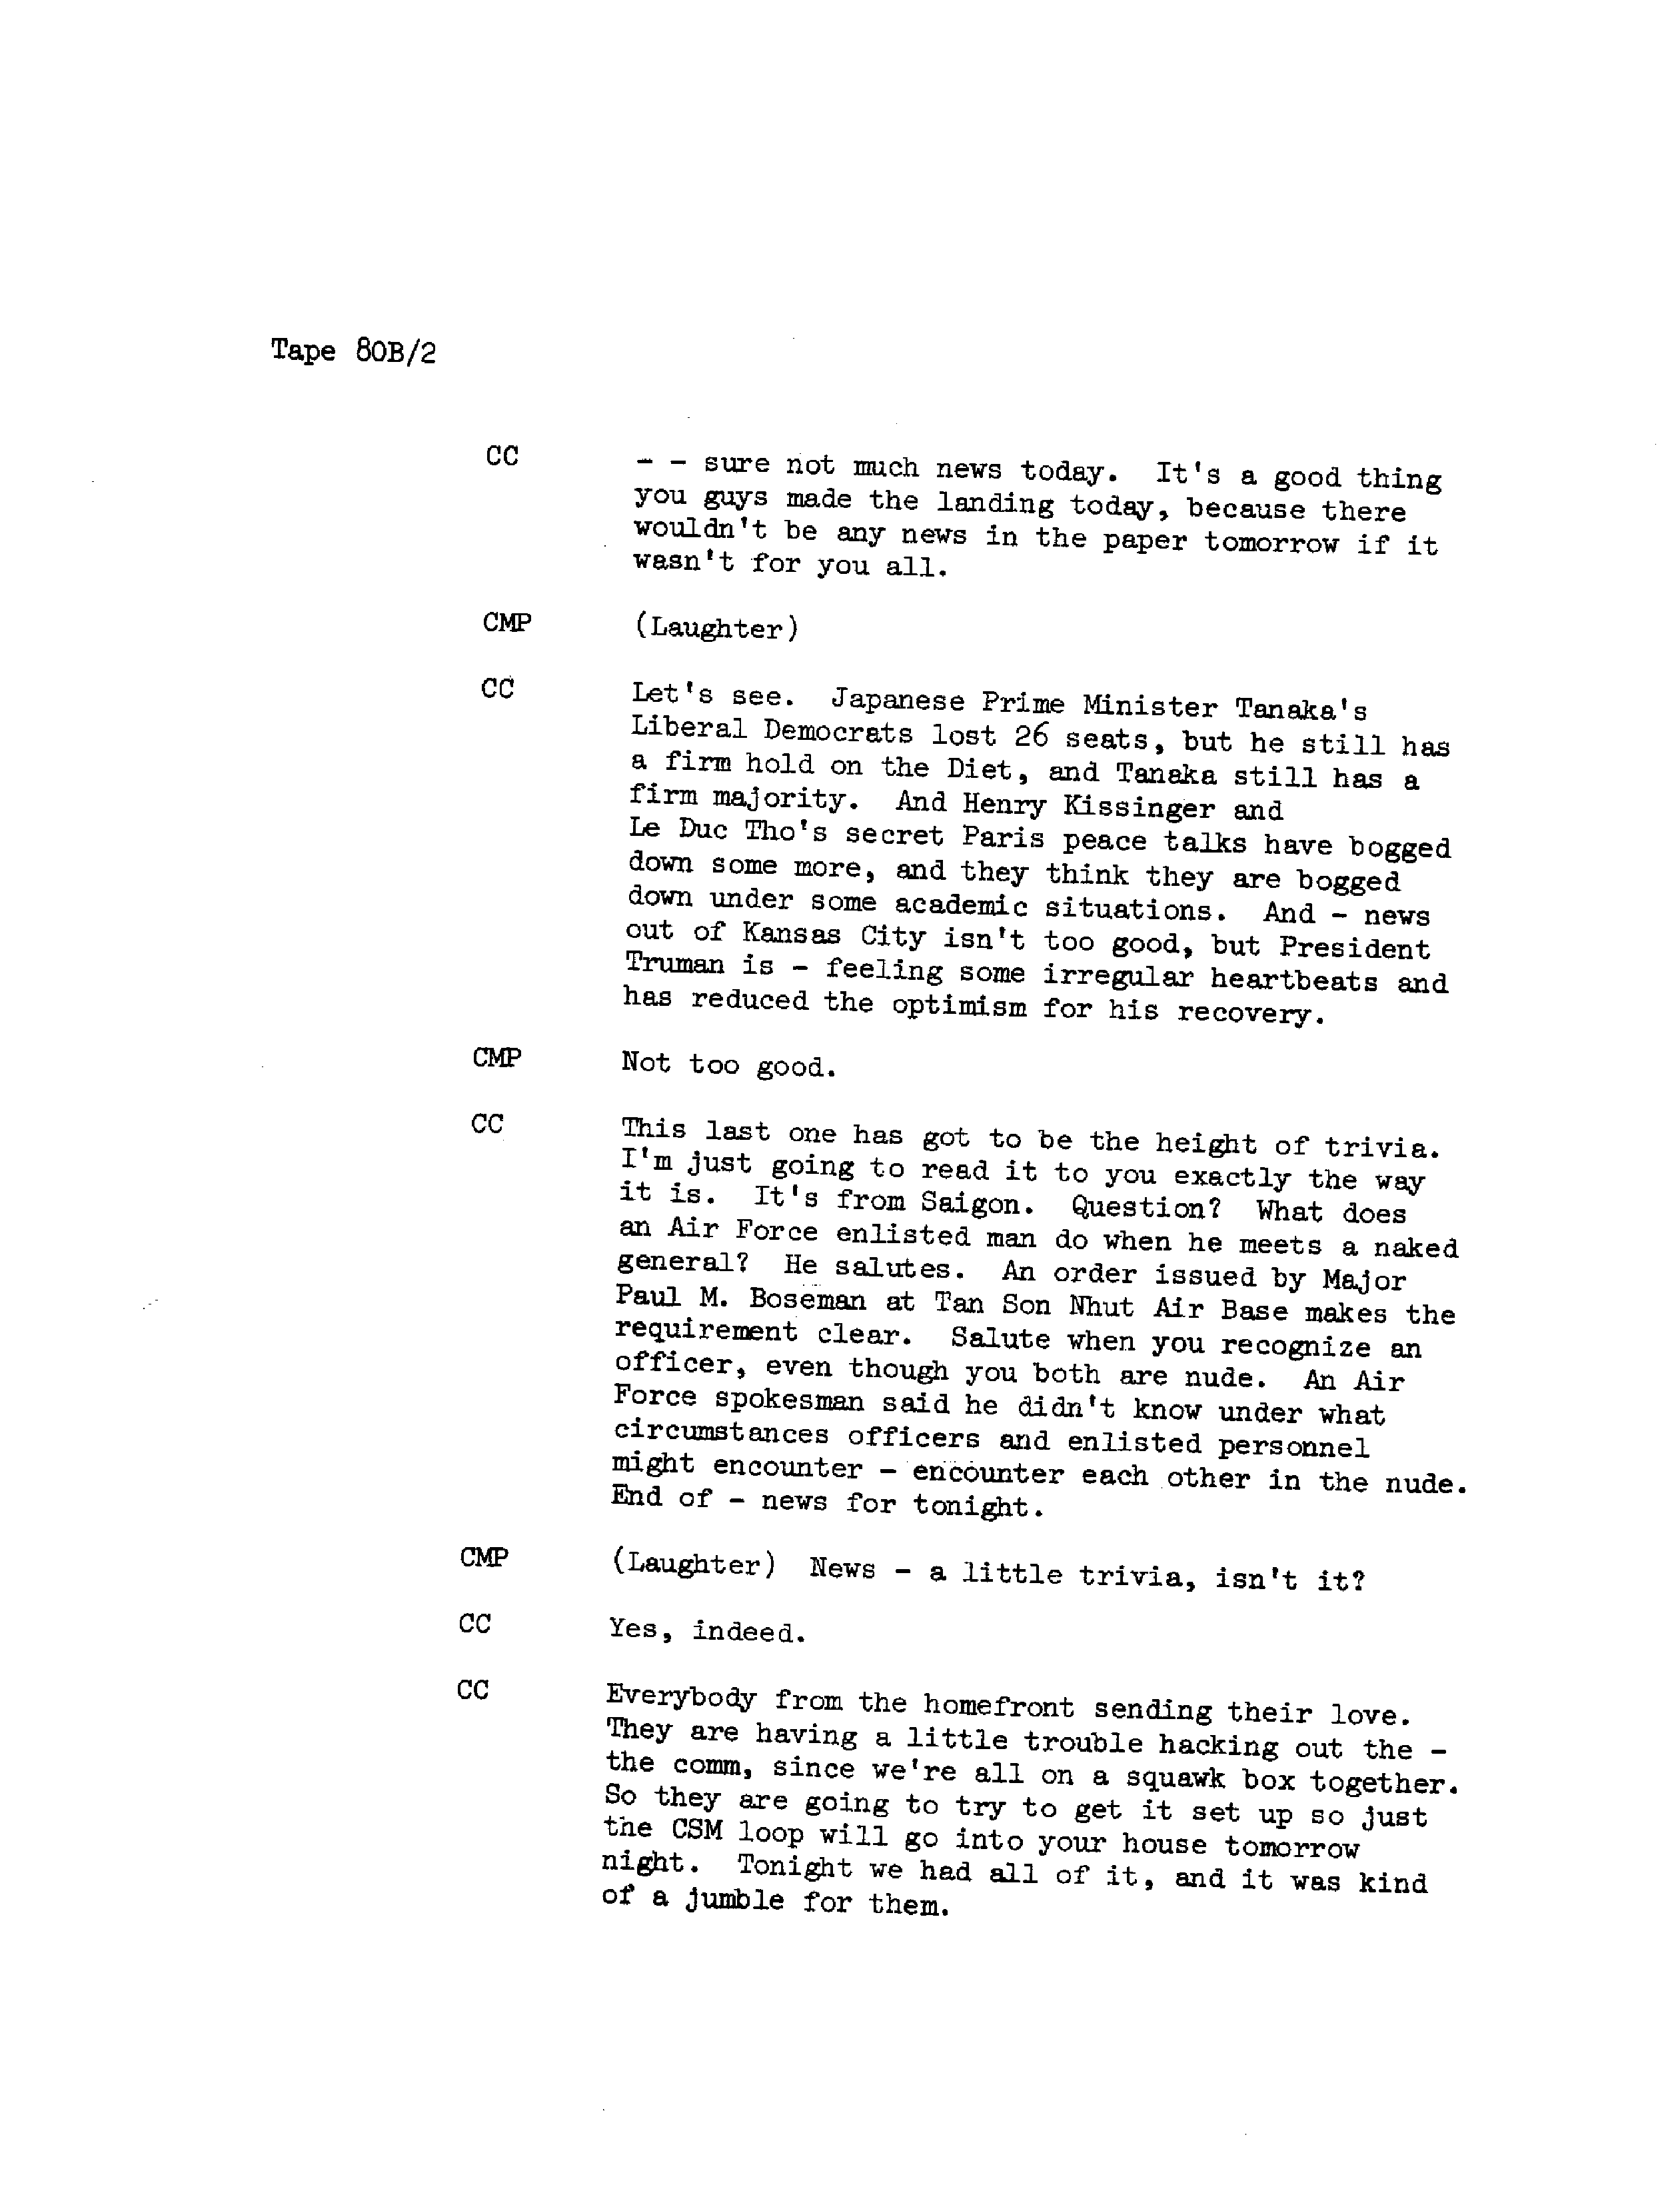 Tape 80B/2
CC - - sure not much news today. It's a good thing
you guys made the landing today, because there
wouldn't be any news in the paper tomorrow if it
wasn't for you all.
CMP (Laughter)
CC Let's see. Japanese Prime Minister Tanaka's
Liberal Democrats lost 26 seats, but he still has
a firm hold on the Diet, and Tanaka still has a
firm majority. And Henry Kissinger and
Le Duc Tho's secret Paris peace talks have bogged
down some more, and they think they are bogged
down under some academic situations. And - news
out of Kansas City isn't too good, but President
Truman is - feeling some irregular heartbeats and
has reduced the optimism for his recovery.
CMP Not too good.
CC This last one has got to be the height of trivia.
I'm just going to read it to you exactly the way
it is. It's from Saigon. Question? What does
an Air Force enlisted man do when he meets a naked
general? He salutes. An order issued by Major
Paul M. Boseman at Tan Son Nhut Air Base makes the
requirement clear. Salute when you recognize an
officer, even though you both are nude. An Air
Force spokesman said he didn't know under what
circumstances officers and enlisted personnel
might encounter - encounter each other in the nude.
End of - news for tonight.
CMP (Laughter) News - a little trivia, isn't it?
CC Yes, indeed.
CC Everybody from the homefront sending their love.
They are having a little trouble hacking out the -
the comm, since we're all on a squawk box together.
So they are going to try to get it set up so just
the CSM loop will go into your house tomorrow
night. Tonight we had all of it, and it was kind
of a jumble for them.